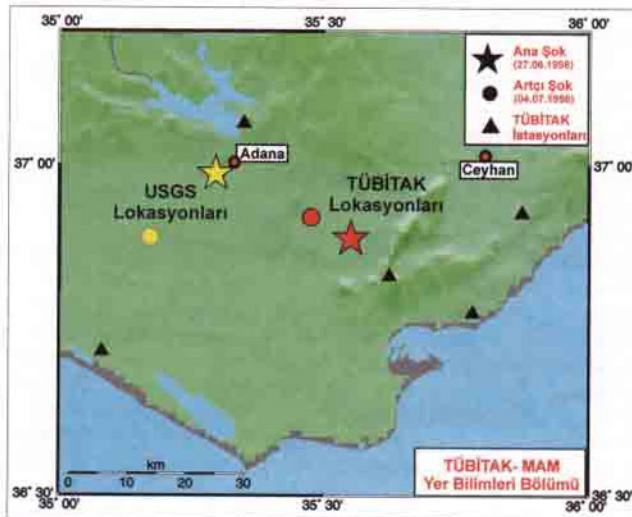 35° 00'
35° 30'
36° 00'
Ana Şok
(27.06.1998)
Artçı Şok
(04.07.1998)
TÜBİTAK
İstasyonları
37° 00'
37° 00'
Adana
Ceyhan
USGS
Lokasyonları
TÜBİTAK
Lokasyonları
km
0 10 20 30
TÜBİTAK- MAM
Yer Bilimleri Bölümü
36° 30'
36° 30'
35° 00'
35° 30'
36° 00'